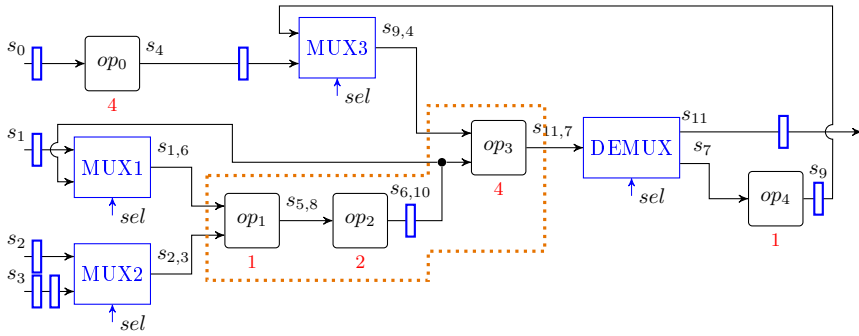 s0
op0
4
s4
MUX3
sel
s9,4
s1
MUX1
sel
s1,6
s2
s3
MUX2
sel
s2,3
op1
1
s5,8
op2
2
s6,10
op3
4
s11,7
DEMUX
sel
s11
s7
op4
1
s9